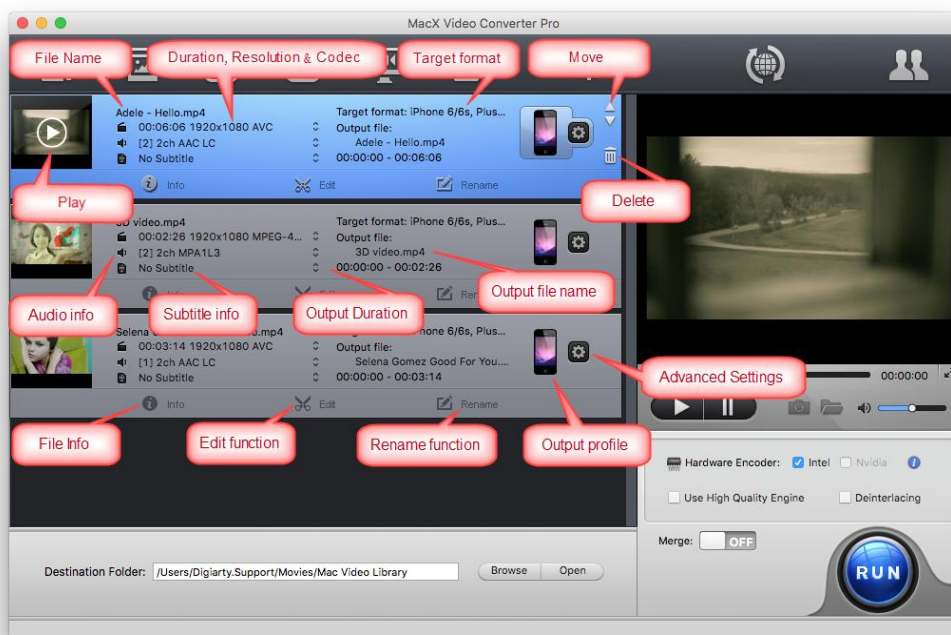 MacX Video Converter Pro
File Name
Duration, Resolution & Codec
Target format
Move
Adele - Hello.mp4
00:06:06 1920x1080 AVC
[2] 2ch AAC LC
No Subtitle
Target format: iPhone 6/6s, Plus...
Output file:
Adele - Hello.mp4
00:00:00 - 00:06:06
Info
Edit
Rename
Play
Delete
3D video.mp4
00:02:26 1920x1080 MPEG-4...
[2] 2ch MPA1L3
No Subtitle
Target format: iPhone 6/6s, Plus...
Output file:
3D video.mp4
00:00:00 - 00:02:26
Info
Audio info
Subtitle info
Output Duration
Output file name
Selena
.mp4
00:03:14 1920x1080 AVC
[1] 2ch AAC LC
No Subtitle
iPhone 6/6s, Plus...
Output file:
Selena Gomez Good For You....
00:00:00 - 00:03:14
Info
Edit
Rename
Advanced Settings
00:00:00
File Info
Edit function
Rename function
Output profile
Hardware Encoder:
Intel
Nvidia
Use High Quality Engine
Deinterlacing
Merge:
OFF
RUN
Destination Folder:
/Users/Digiarty.Support/Movies/Mac Video Library
Browse
Open